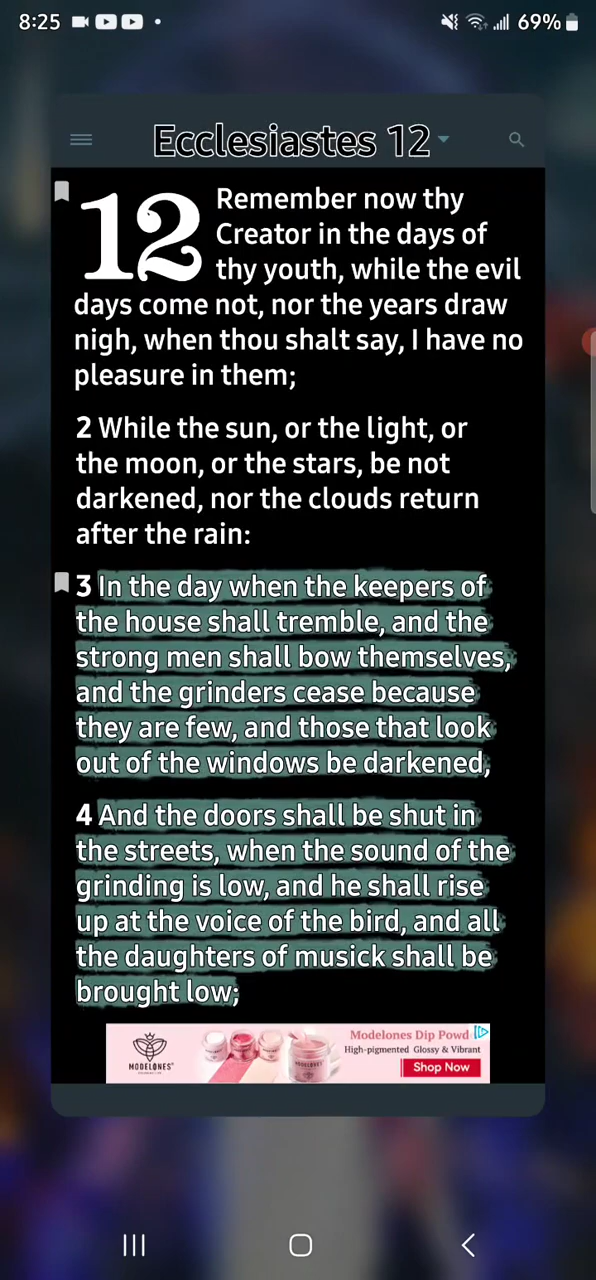 8:25
69%
Ecclesiastes 12
12 Remember now thy
Creator in the days of
thy youth, while the evil
days come not, nor the years draw
nigh, when thou shalt say, I have no
pleasure in them;
2 While the sun, or the light, or
the moon, or the stars, be not
darkened, nor the clouds return
after the rain:
3 In the day when the keepers of
the house shall tremble, and the
strong men shall bow themselves,
and the grinders cease because
they are few, and those that look
out of the windows be darkened,
4 And the doors shall be shut in
the streets, when the sound of the
grinding is low, and he shall rise
up at the voice of the bird, and all
the daughters of musick shall be
brought low;
Modelones Dip Powd
High-pigmented Glossy & Vibrant
MODELONES
Shop Now